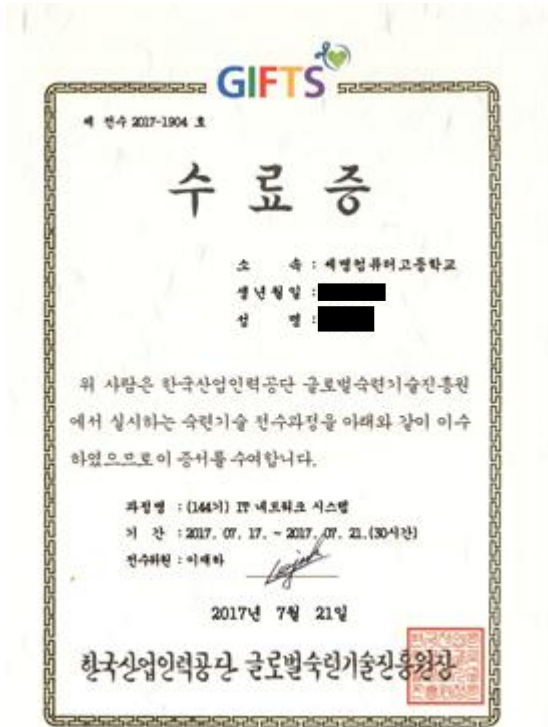 GIFTS
제 전수 2017-1904 호
수 료 증
소 속 : 세명컴퓨터고등학교
생년월일 :
성 명 :
위 사람은 한국산업인력공단 글로벌숙련기술진흥원
에서 실시하는 숙련기술 전수과정을 아래와 같이 이수
하였으므로 이 증서를 수여합니다.
과정명 : (144기) IT 네트워크 시스템
기 간 : 2017. 07. 17. ~ 2017. 07. 21.(30시간)
전수위원 : 이재하
2017년 7월 21일
한국산업인력공단 글로벌숙련기술진흥원장